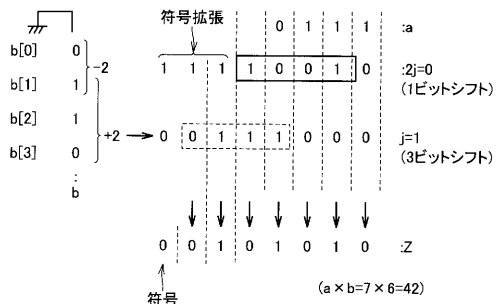 符号拡張
0 1 1 1 :a
b[0] 0
-2
1 1 1 1 0 0 1 0 :2j=0
(1ビットシフト)
b[1] 1
b[2] 1
+2 0 0 1 1 1 0 0 0 j=1
(3ビットシフト)
b[3] 0
:
b
0 0 1 0 1 0 1 0 :Z
符号
(a×b=7×6=42)